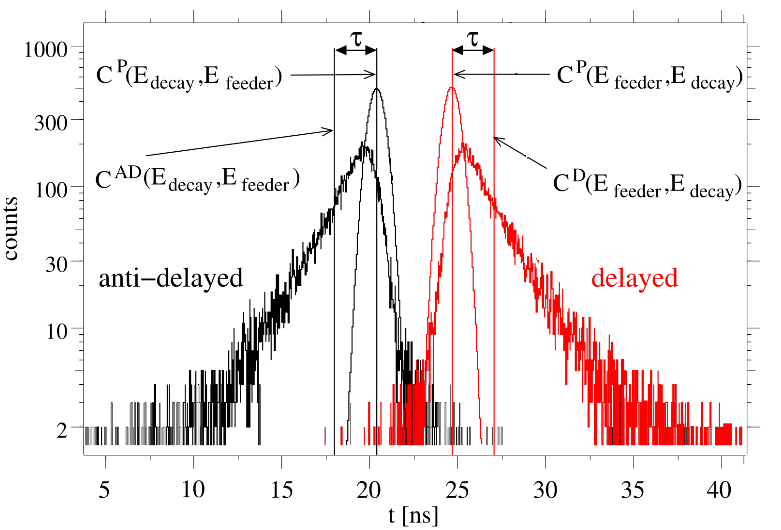 τ τ
1000
C^P(E_decay,E_feeder) C^P(E_feeder,E_decay)
300
C^AD(E_decay,E_feeder) C^D(E_feeder,E_decay)
100
counts
30
anti–delayed delayed
10
2
5 10 15 20 25 30 35 40
t [ns]